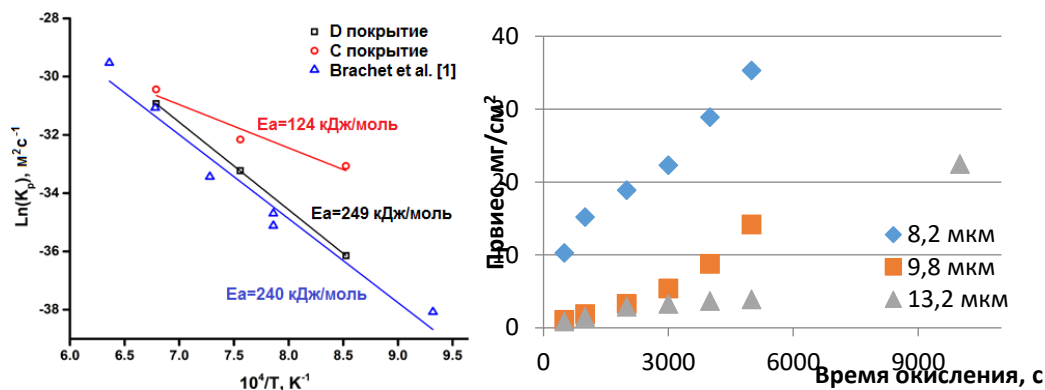 -28
-30
-32
-34
-36
-38
Ln(Kp), м²с⁻¹
D покрытие
C покрытие
Brachet et al. [1]
Ea=124 кДж/моль
Ea=249 кДж/моль
Ea=240 кДж/моль
6.0 6.5 7.0 7.5 8.0 8.5 9.0 9.5
10⁴/T, K⁻¹
40
30
20
10
0
Првиес, мг/см²
8,2 мкм
9,8 мкм
13,2 мкм
0 3000 6000 9000
Время окисления, с